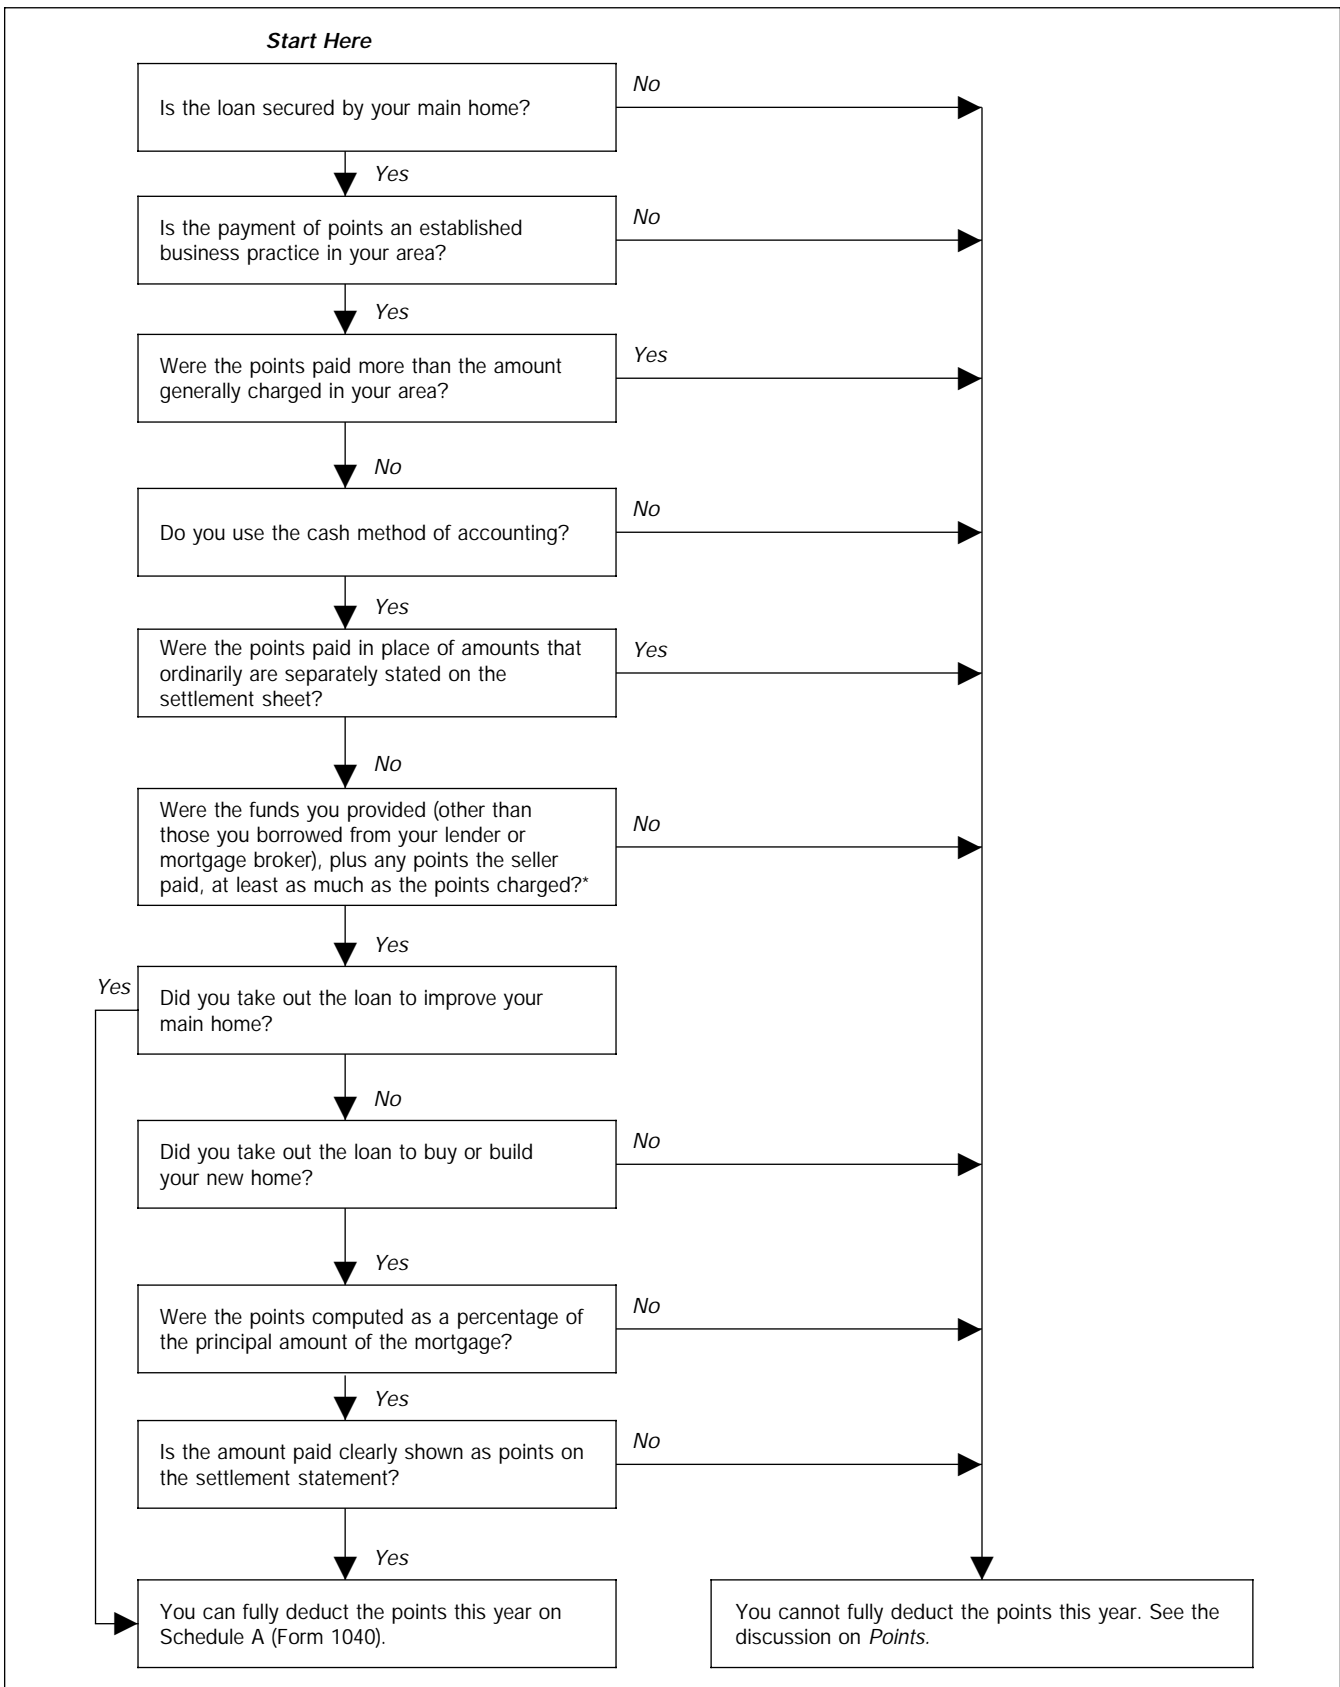 Start Here
Is the loan secured by your main home?
No
Yes
Is the payment of points an established
business practice in your area?
No
Yes
Were the points paid more than the amount
generally charged in your area?
Yes
No
Do you use the cash method of accounting?
No
Yes
Were the points paid in place of amounts that
ordinarily are separately stated on the
settlement sheet?
Yes
No
Were the funds you provided (other than
those you borrowed from your lender or
mortgage broker), plus any points the seller
paid, at least as much as the points charged?*
No
Yes
Yes
Did you take out the loan to improve your
main home?
No
Did you take out the loan to buy or build
your new home?
No
Yes
Were the points computed as a percentage of
the principal amount of the mortgage?
No
Yes
Is the amount paid clearly shown as points on
the settlement statement?
No
Yes
You can fully deduct the points this year on
Schedule A (Form 1040).
You cannot fully deduct the points this year. See the
discussion on Points.